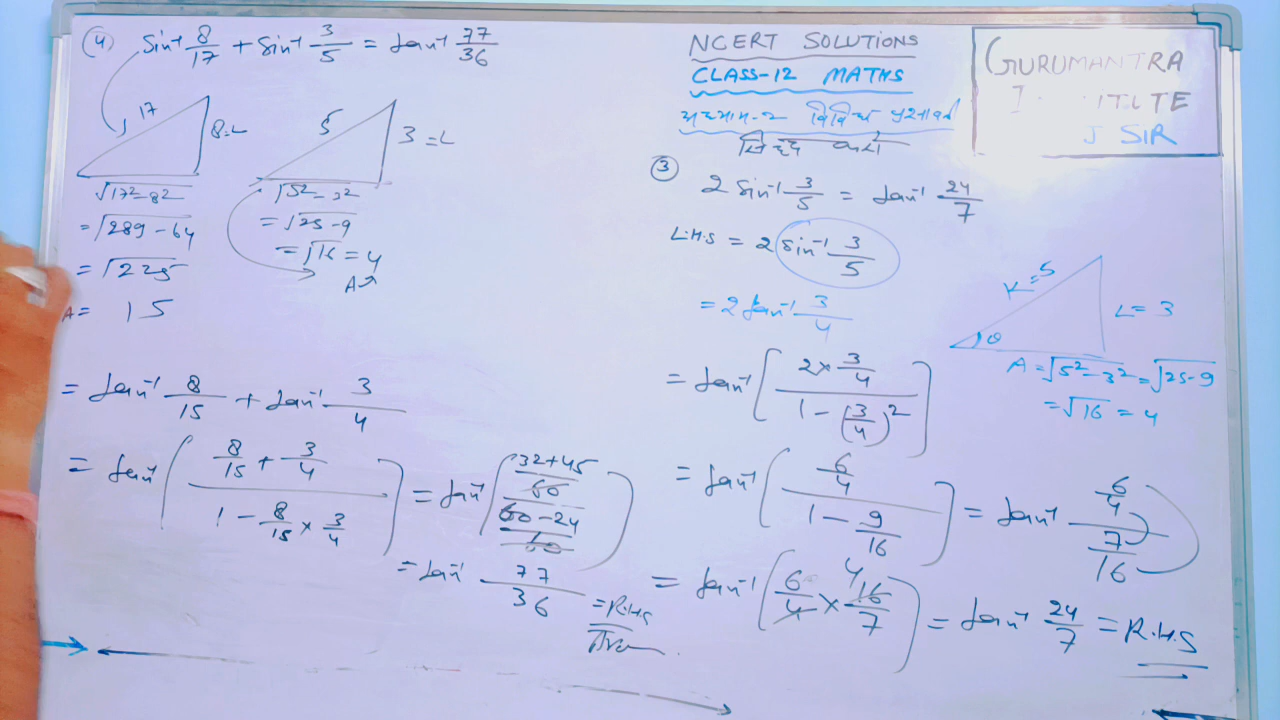 NCERT SOLUTIONS
CLASS-12 MATHS
अध्याय-2 विविध प्रश्नावली
सिद्ध करो
GURUMANTRA
J SIR
(3)
2 sin⁻¹ 3/5 = tan⁻¹ 24/7
L.H.S = 2 sin⁻¹ 3/5
= 2 tan⁻¹ 3/4
K=5
L= 3
θ
A = √5²-3² = √25-9
= √16 = 4
= tan⁻¹ ( (2 × 3/4) / (1 - (3/4)²) )
= tan⁻¹ ( (6/4) / (1 - 9/16) ) = tan⁻¹ (6/4) / (7/16)
= tan⁻¹ ( 6/4 × 16/7 ) 4 = tan⁻¹ 24/7 = R.H.S
(4) sin⁻¹ 8/17 + sin⁻¹ 3/5 = tan⁻¹ 77/36
17
8=L
5
3 =L
√17²-8²
= √289-64
= √225
A= 15
√5²-3²
= √25-9
= √16 = 4
A
= tan⁻¹ 8/15 + tan⁻¹ 3/4
= tan⁻¹ ( (8/15 + 3/4) / (1 - 8/15 × 3/4) ) = tan⁻¹ ( (32+45 / 60) / (60-24 / 60) )
= tan⁻¹ 77/36 = R.H.S